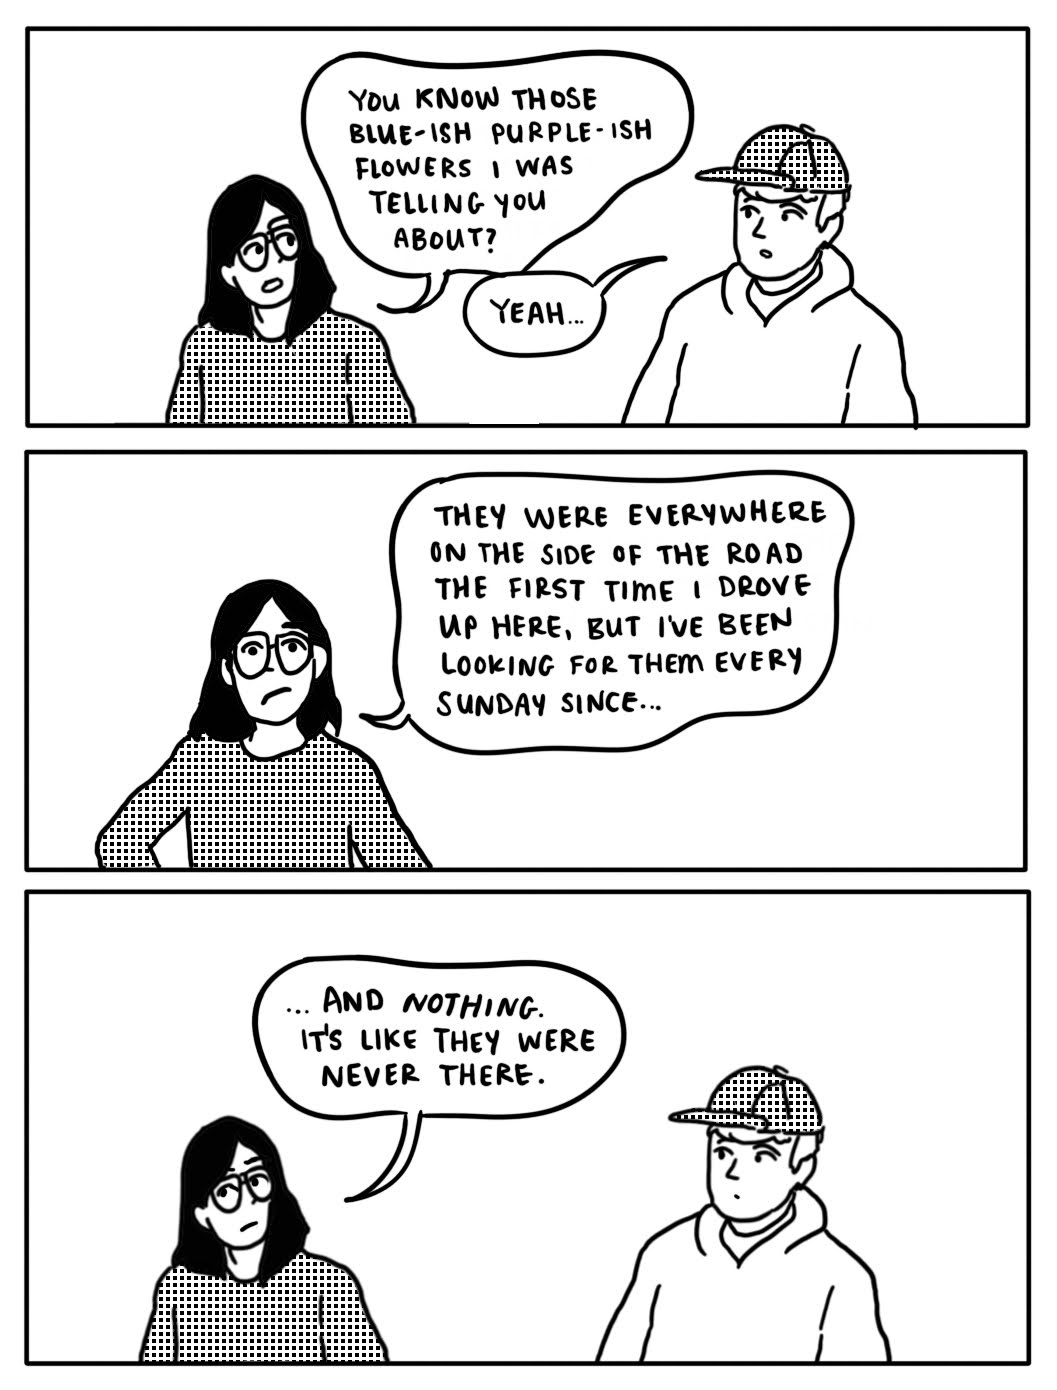 YOU KNOW THOSE
BLUE-ISH PURPLE-ISH
FLOWERS I WAS
TELLING YOU
ABOUT?
YEAH...
THEY WERE EVERYWHERE
ON THE SIDE OF THE ROAD
THE FIRST TIME I DROVE
UP HERE, BUT I'VE BEEN
LOOKING FOR THEM EVERY
SUNDAY SINCE...
... AND NOTHING.
IT'S LIKE THEY WERE
NEVER THERE.